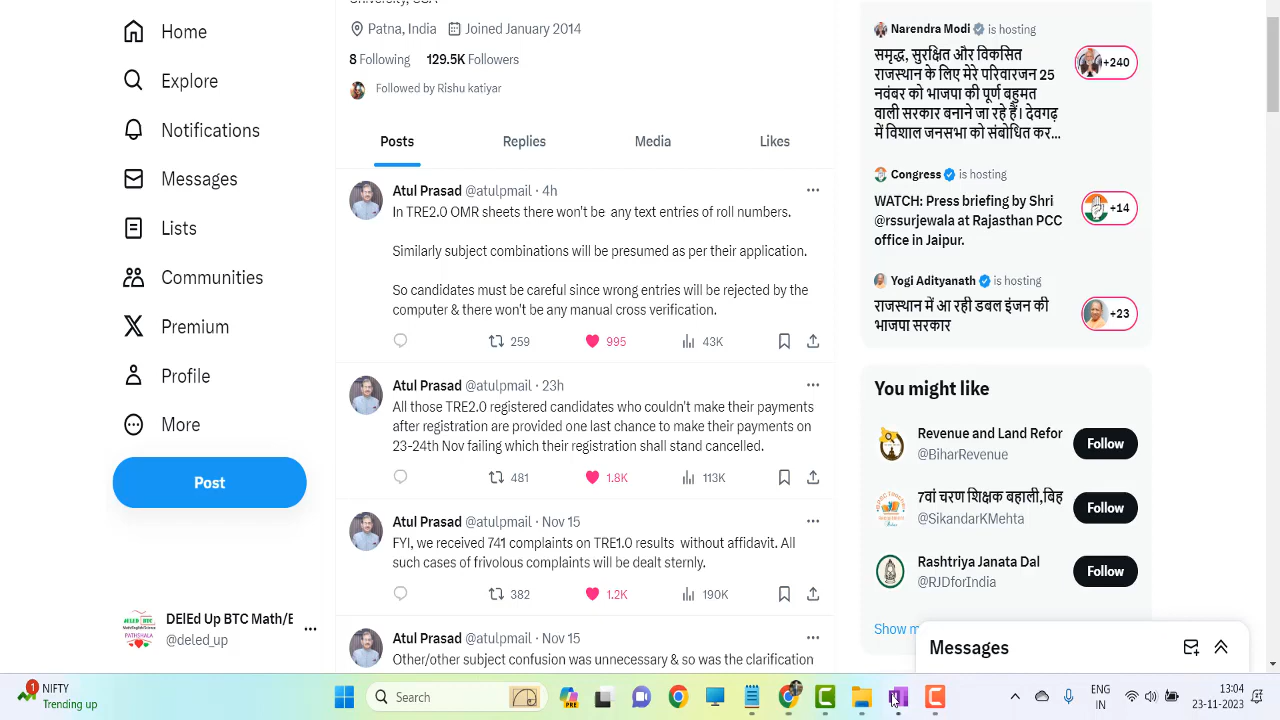 Home
Explore
Notifications
Messages
Lists
Communities
Premium
Profile
More
Post
DElEd Up BTC Math/E
@deled_up
Patna, India Joined January 2014
8 Following 129.5K Followers
Followed by Rishu katiyar
Posts Replies Media Likes
Atul Prasad @atulpmail · 4h
In TRE2.0 OMR sheets there won't be any text entries of roll numbers.
Similarly subject combinations will be presumed as per their application.
So candidates must be careful since wrong entries will be rejected by the
computer & there won't be any manual cross verification.
259 995 43K
Atul Prasad @atulpmail · 23h
All those TRE2.0 registered candidates who couldn't make their payments
after registration are provided one last chance to make their payments on
23-24th Nov failing which their registration shall stand cancelled.
481 1.8K 113K
Atul Prasad @atulpmail · Nov 15
FYI, we received 741 complaints on TRE1.0 results without affidavit. All
such cases of frivolous complaints will be dealt sternly.
382 1.2K 190K
Atul Prasad @atulpmail · Nov 15
Other/other subject confusion was unnecessary & so was the clarification
Narendra Modi is hosting
समृद्ध, सुरक्षित और विकसित
राजस्थान के लिए मेरे परिवारजन 25
नवंबर को भाजपा की पूर्ण बहुमत
वाली सरकार बनाने जा रहे हैं। देवगढ़
में विशाल जनसभा को संबोधित कर...
+240
Congress is hosting
WATCH: Press briefing by Shri
@rssurjewala at Rajasthan PCC
office in Jaipur.
+14
Yogi Adityanath is hosting
राजस्थान में आ रही डबल इंजन की
भाजपा सरकार
+23
You might like
Revenue and Land Refor
@BiharRevenue
Follow
7वां चरण शिक्षक बहाली,विह
@SikandarKMehta
Follow
Rashtriya Janata Dal
@RJDforIndia
Follow
Show m
Messages
NIFTY
Trending up
1
Search
PRE
ENG
IN
13:04
23-11-2023